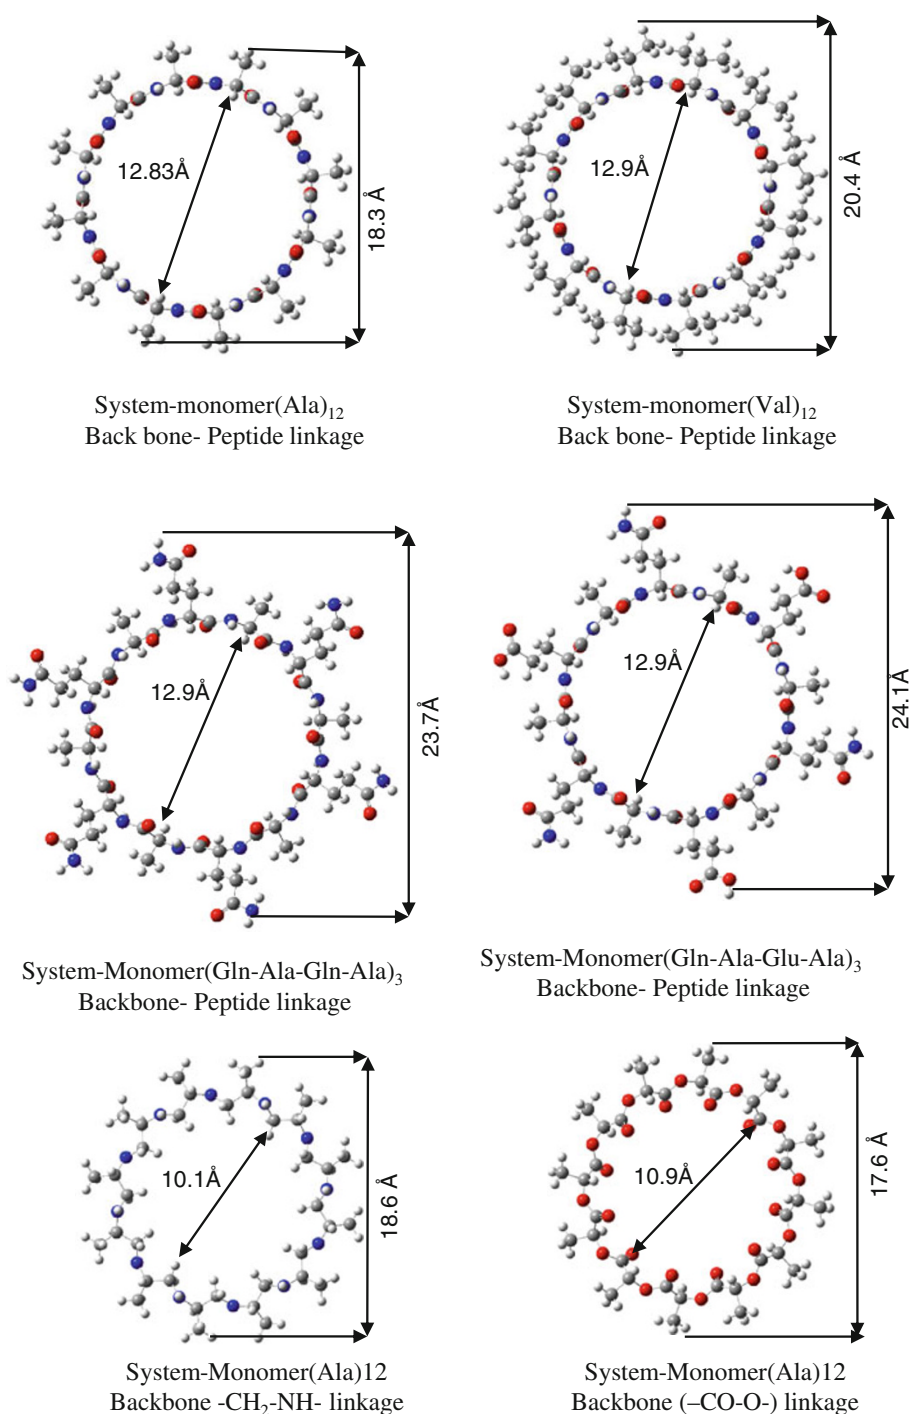 12.83Å
18.3 Å
12.9Å
20.4 Å
System-monomer(Ala)₁₂
Back bone- Peptide linkage
System-monomer(Val)₁₂
Back bone- Peptide linkage
12.9Å
23.7Å
12.9Å
24.1Å
System-Monomer(Gln-Ala-Gln-Ala)₃
Backbone- Peptide linkage
System-Monomer(Gln-Ala-Glu-Ala)₃
Backbone- Peptide linkage
10.1Å
18.6 Å
10.9Å
17.6 Å
System-Monomer(Ala)12
Backbone -CH₂-NH- linkage
System-Monomer(Ala)12
Backbone (–CO-O-) linkage